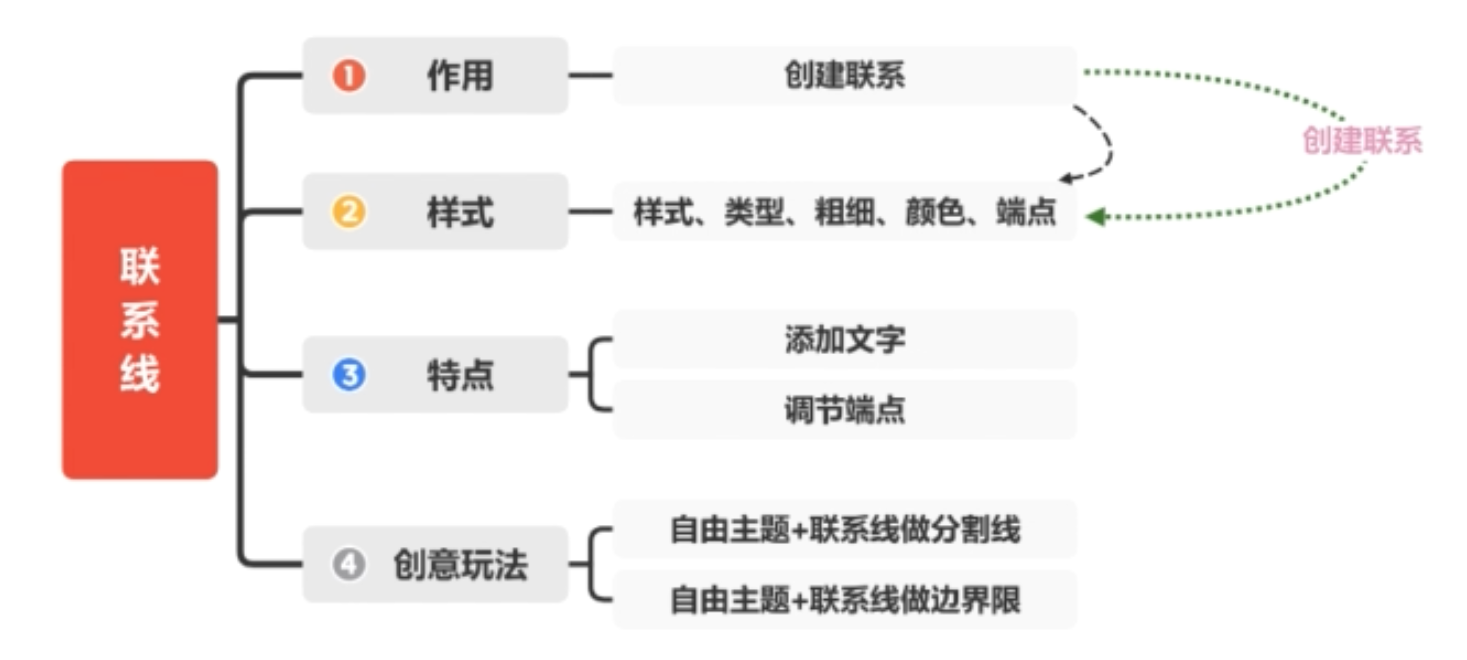 联系线
1 作用
创建联系
创建联系
2 样式
样式、类型、粗细、颜色、端点
3 特点
添加文字
调节端点
4 创意玩法
自由主题+联系线做分割线
自由主题+联系线做边界限